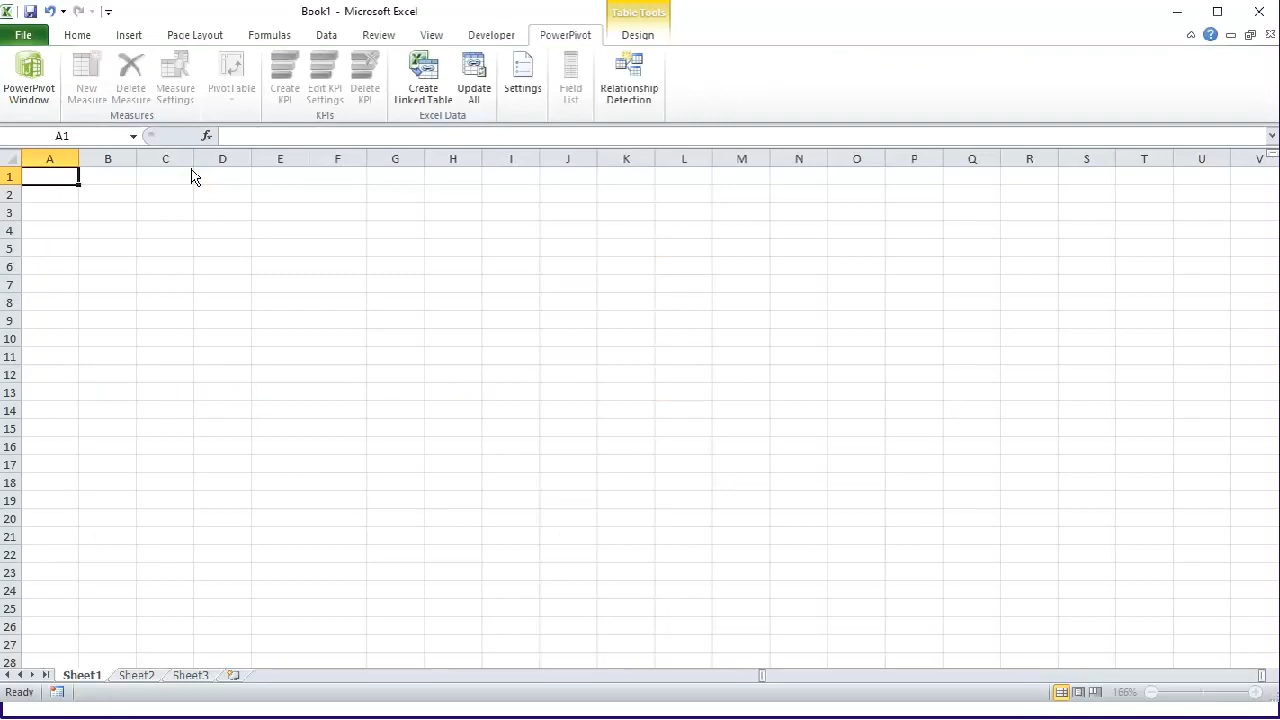 Book1 - Microsoft Excel
Table Tools
File Home Insert Page Layout Formulas Data Review View Developer PowerPivot Design
PowerPivot Window
New Measure
Delete Measure
Measure Settings
PivotTable
Create KPI
Edit KPI Settings
Delete KPI
Create Linked Table
Update All
Settings
Field List
Relationship Detection
Measures KPIs Excel Data
A1 fx
A B C D E F G H I J K L M N O P Q R S T U V
1
2
3
4
5
6
7
8
9
10
11
12
13
14
15
16
17
18
19
20
21
22
23
24
25
26
27
28
Sheet1 Sheet2 Sheet3
Ready 166%